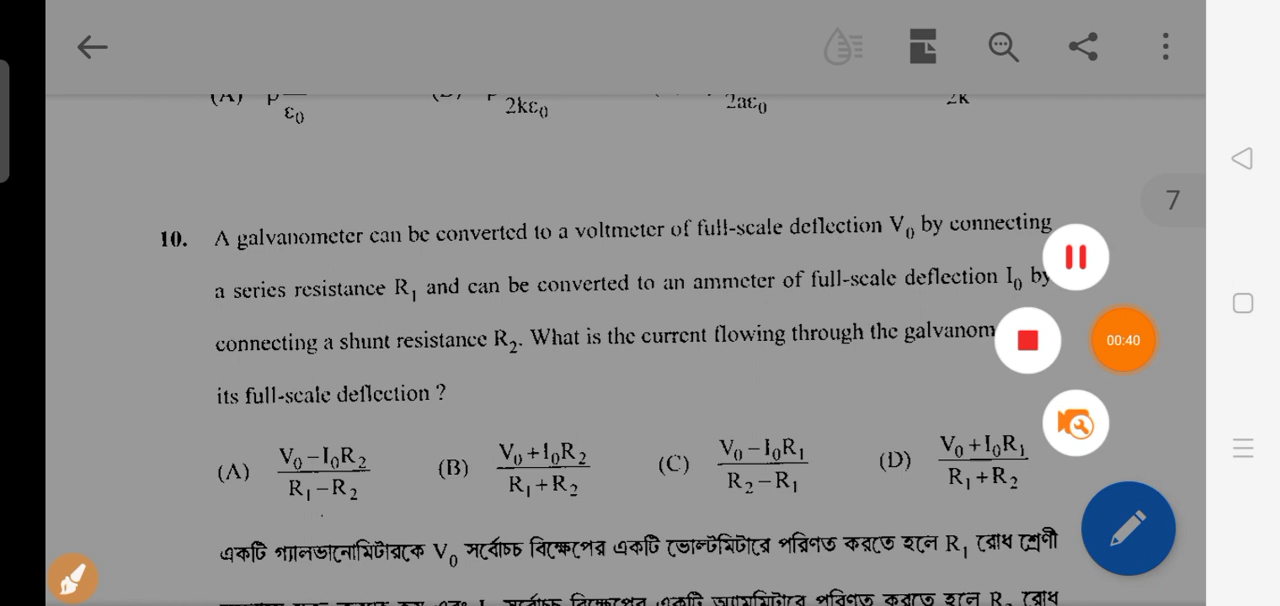 ε0
2kε0
2aε0
7
10. A galvanometer can be converted to a voltmeter of full-scale deflection V0 by connecting
a series resistance R1 and can be converted to an ammeter of full-scale deflection I0 by
connecting a shunt resistance R2. What is the current flowing through the galvanom
its full-scale deflection ?
(A) V0 – I0R2 / R1 – R2 (B) V0 + I0R2 / R1 + R2 (C) V0 – I0R1 / R2 – R1 (D) V0 + I0R1 / R1 + R2
একটি গ্যালভানোমিটারকে V0 সর্বোচ্চ বিক্ষেপের একটি ভোল্টমিটারে পরিণত করতে হলে R1 রোধ শ্রেণী
00:40